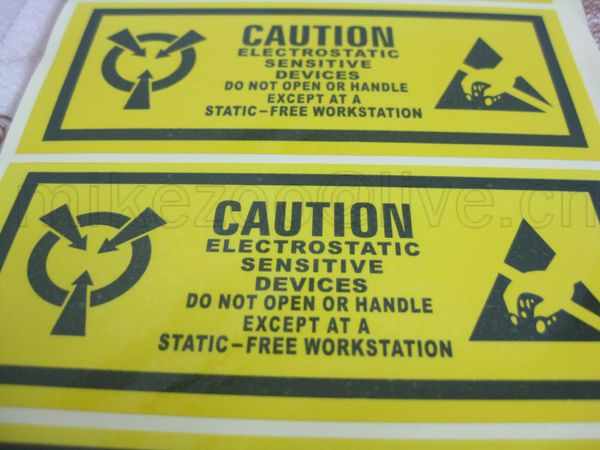 CAUTION
ELECTROSTATIC
SENSITIVE
DEVICES
DO NOT OPEN OR HANDLE
EXCEPT AT A
STATIC-FREE WORKSTATION
mikezoo@live.cn
CAUTION
ELECTROSTATIC
SENSITIVE
DEVICES
DO NOT OPEN OR HANDLE
EXCEPT AT A
STATIC-FREE WORKSTATION